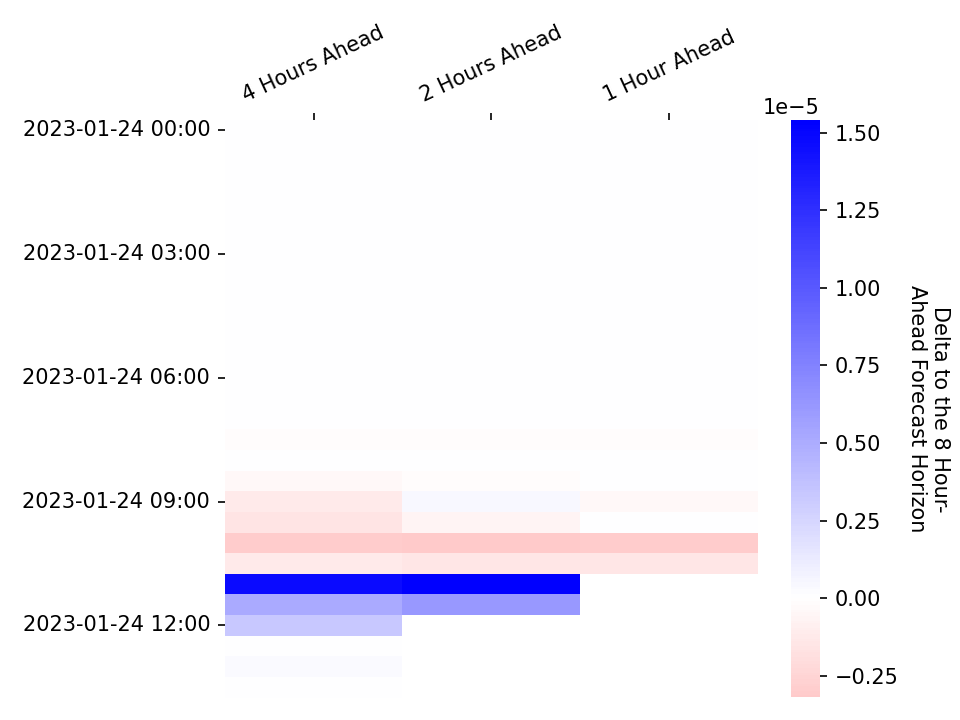 4 Hours Ahead
2 Hours Ahead
1 Hour Ahead
2023-01-24 00:00
2023-01-24 03:00
2023-01-24 06:00
2023-01-24 09:00
2023-01-24 12:00
1e−5
1.50
1.25
1.00
0.75
0.50
0.25
0.00
−0.25
Delta to the 8 Hour-
Ahead Forecast Horizon